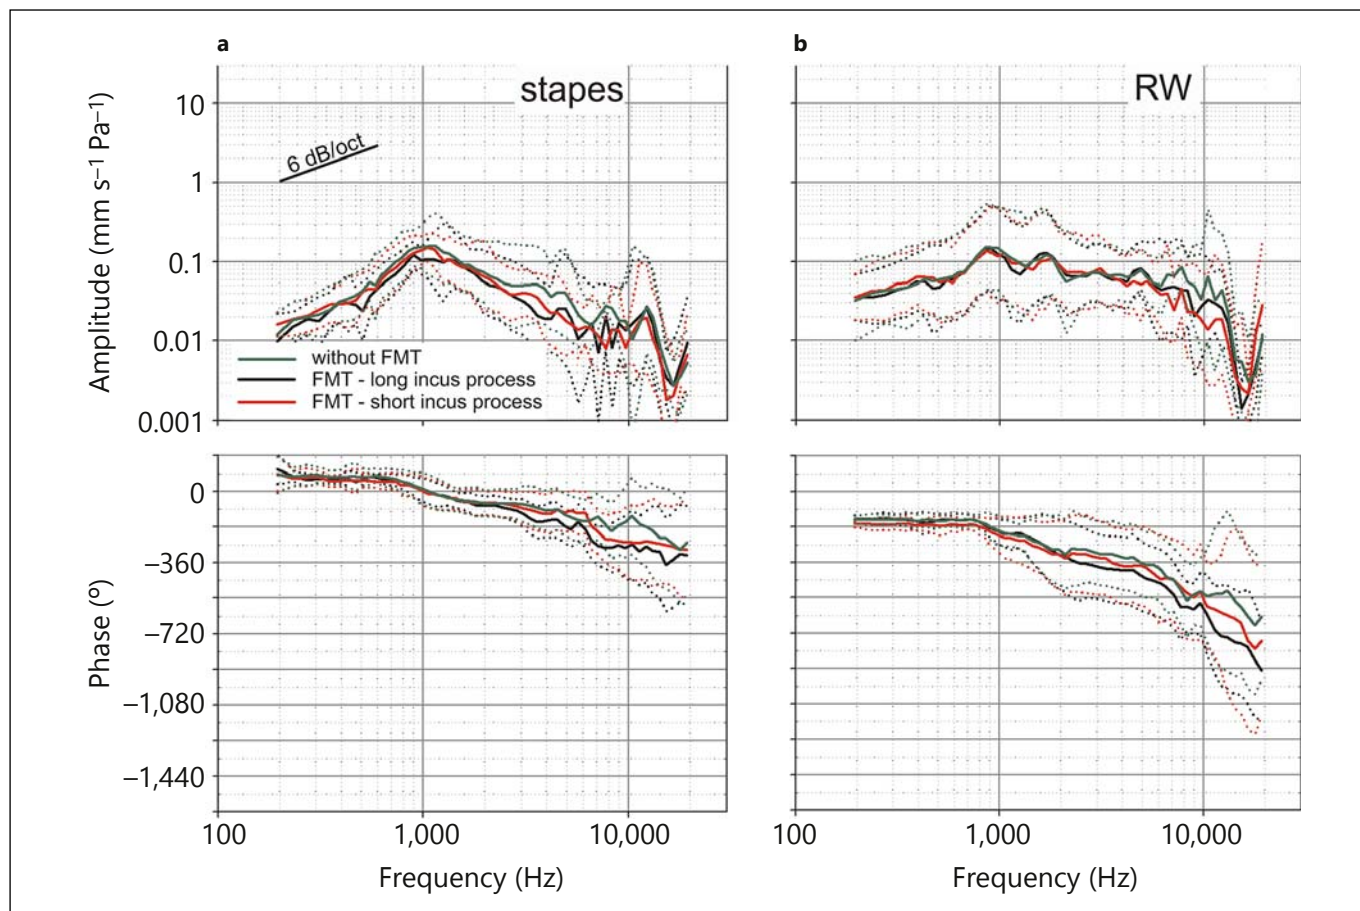 a
b
stapes
RW
Amplitude (mm s⁻¹ Pa⁻¹)
10
1
0.1
0.01
0.001
6 dB/oct
without FMT
FMT - long incus process
FMT - short incus process
Phase (º)
0
–360
–720
–1,080
–1,440
100
1,000
10,000
100
1,000
10,000
Frequency (Hz)
Frequency (Hz)